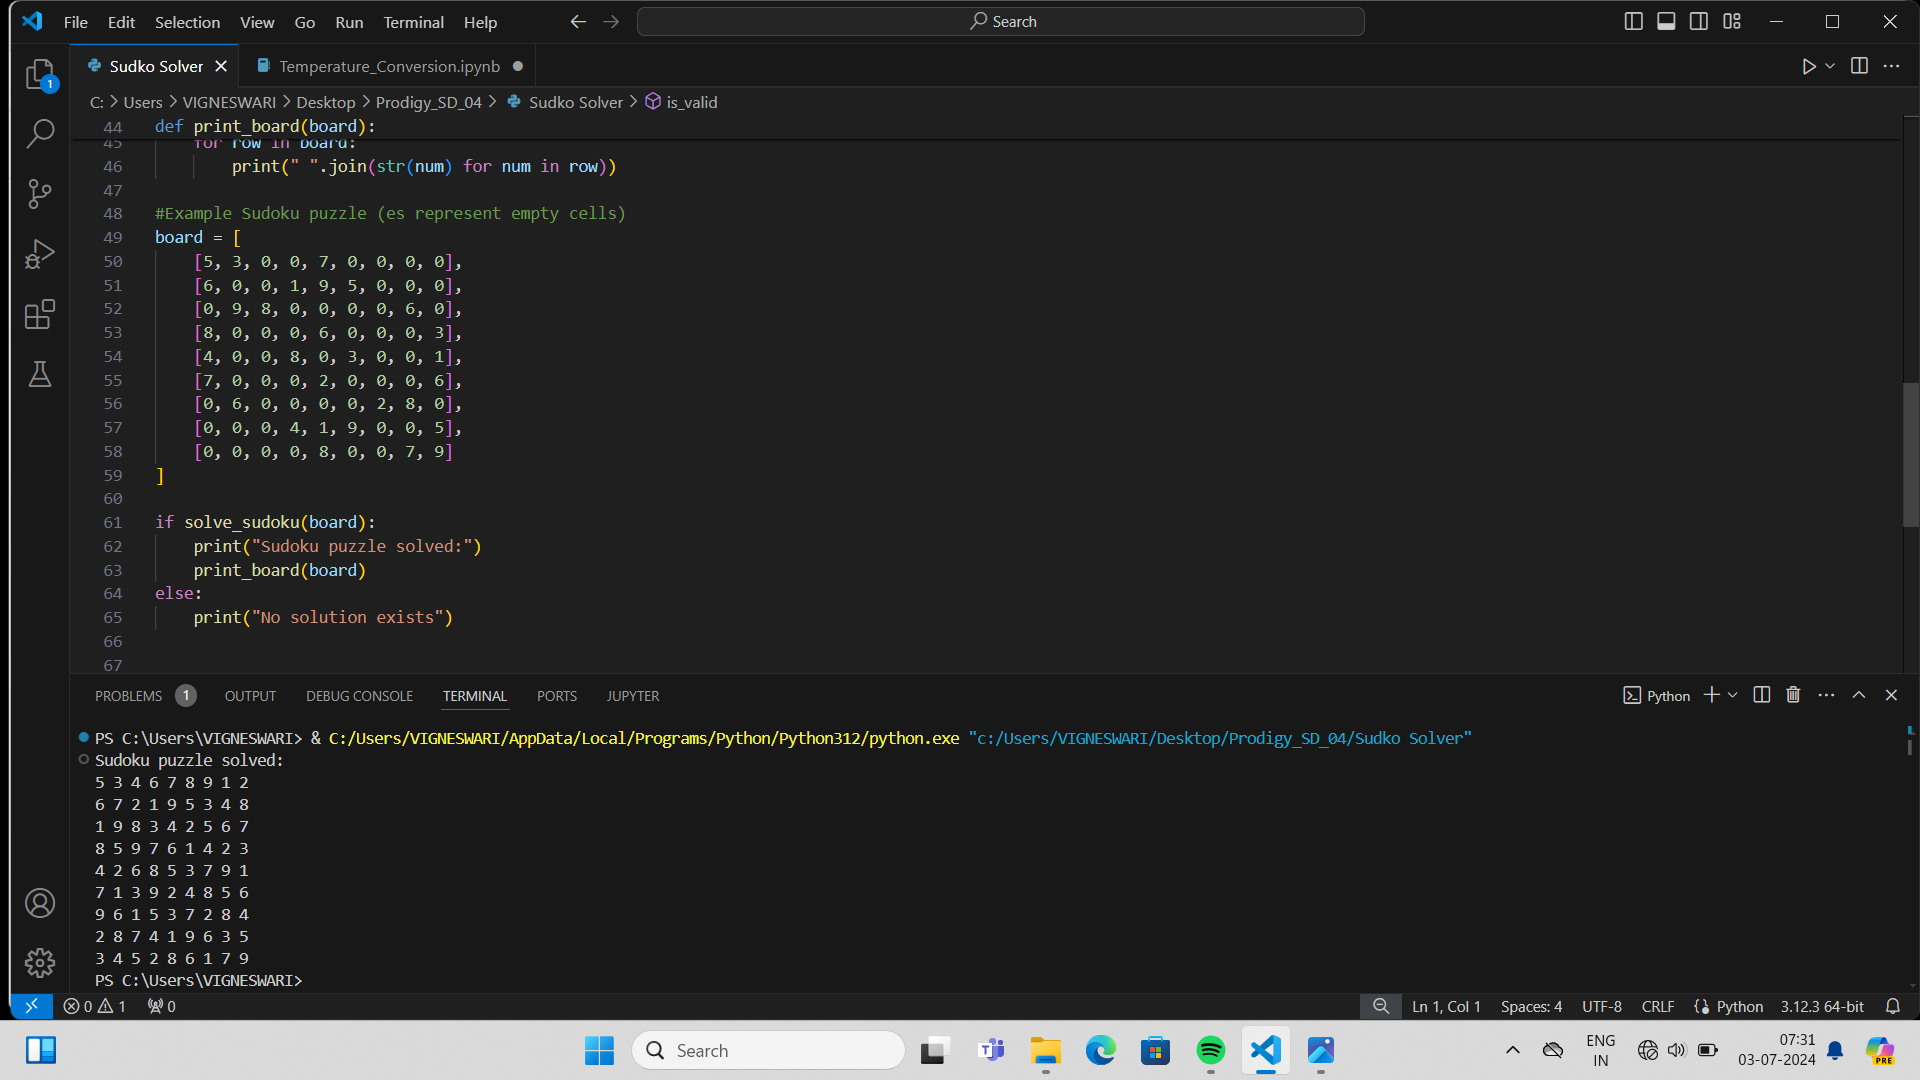 File Edit Selection View Go Run Terminal Help Search
Sudko Solver Temperature_Conversion.ipynb
C: > Users > VIGNESWARI > Desktop > Prodigy_SD_04 > Sudko Solver > is_valid
44 def print_board(board):
45 for row in board:
46 print(" ".join(str(num) for num in row))
47
48 #Example Sudoku puzzle (es represent empty cells)
49 board = [
50 [5, 3, 0, 0, 7, 0, 0, 0, 0],
51 [6, 0, 0, 1, 9, 5, 0, 0, 0],
52 [0, 9, 8, 0, 0, 0, 0, 6, 0],
53 [8, 0, 0, 0, 6, 0, 0, 0, 3],
54 [4, 0, 0, 8, 0, 3, 0, 0, 1],
55 [7, 0, 0, 0, 2, 0, 0, 0, 6],
56 [0, 6, 0, 0, 0, 0, 2, 8, 0],
57 [0, 0, 0, 4, 1, 9, 0, 0, 5],
58 [0, 0, 0, 0, 8, 0, 0, 7, 9]
59 ]
60
61 if solve_sudoku(board):
62 print("Sudoku puzzle solved:")
63 print_board(board)
64 else:
65 print("No solution exists")
66
67
PROBLEMS 1 OUTPUT DEBUG CONSOLE TERMINAL PORTS JUPYTER Python
PS C:\Users\VIGNESWARI> & C:/Users/VIGNESWARI/AppData/Local/Programs/Python/Python312/python.exe "c:/Users/VIGNESWARI/Desktop/Prodigy_SD_04/Sudko Solver"
Sudoku puzzle solved:
5 3 4 6 7 8 9 1 2
6 7 2 1 9 5 3 4 8
1 9 8 3 4 2 5 6 7
8 5 9 7 6 1 4 2 3
4 2 6 8 5 3 7 9 1
7 1 3 9 2 4 8 5 6
9 6 1 5 3 7 2 8 4
2 8 7 4 1 9 6 3 5
3 4 5 2 8 6 1 7 9
PS C:\Users\VIGNESWARI>
0 1 0 Ln 1, Col 1 Spaces: 4 UTF-8 CRLF Python 3.12.3 64-bit
Search ENG 07:31
IN 03-07-2024 PRE
1